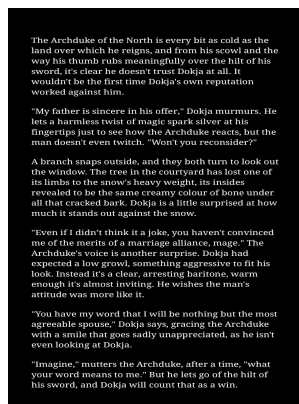 The Archduke of the North is every bit as cold as the
land over which he reigns, and from his scowl and the
way his thumb rubs meaningfully over the hilt of his
sword, it's clear he doesn't trust Dokja at all. It
wouldn't be the first time Dokja's own reputation
worked against him.
"My father is sincere in his offer," Dokja murmurs. He
lets a harmless twist of magic spark silver at his
fingertips just to see how the Archduke reacts, but the
man doesn't even twitch. "Won't you reconsider?"
A branch snaps outside, and they both turn to look out
the window. The tree in the courtyard has lost one of
its limbs to the snow's heavy weight, its insides
revealed to be the same creamy colour of bone under
all that cracked bark. Dokja is a little surprised at how
much it stands out against the snow.
"Even if I didn't think it a joke, you haven't convinced
me of the merits of a marriage alliance, mage." The
Archduke's voice is another surprise. Dokja had
expected a low growl, something aggressive to fit his
look. Instead it's a clear, arresting baritone, warm
enough it's almost inviting. He wishes the man's
attitude was more like it.
"You have my word that I will be nothing but the most
agreeable spouse," Dokja says, gracing the Archduke
with a smile that goes sadly unappreciated, as he isn't
even looking at Dokja.
"Imagine," mutters the Archduke, after a time, "what
your word means to me." But he lets go of the hilt of
his sword, and Dokja will count that as a win.